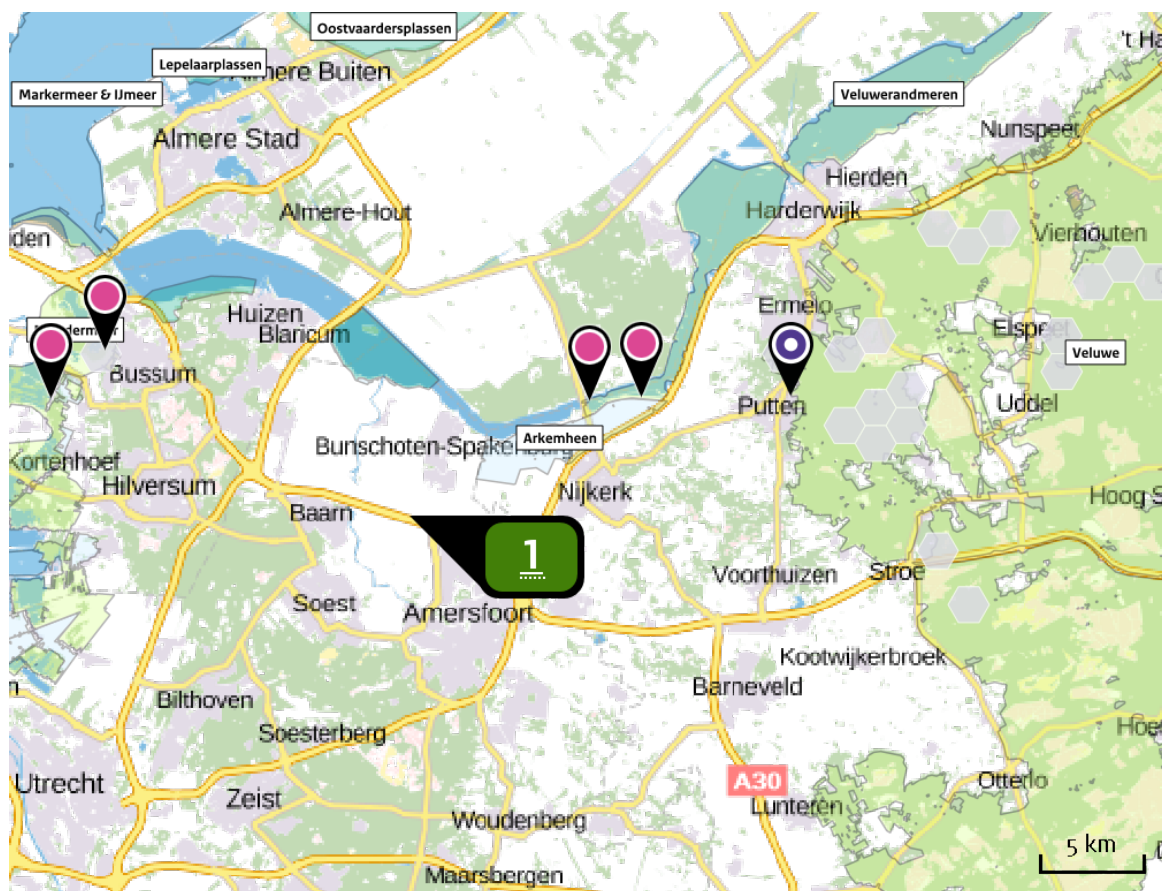 Oostvaardersplassen
't Ha
Lepelaarplassen
Almere Buiten
Markermeer & IJmeer
Veluwerandmeren
Nunspeet
Almere Stad
Hierden
Almere-Hout
Harderwijk
Vierhouten
den
Ermelo
Huizen
Blaricum
Elspeet
Veluwe
Bussum
Uddel
Putten
Arkemheen
Bunschoten-Spakenburg
Kortenhoef
Hilversum
Nijkerk
Hoog S
Baarn
1
Voorthuizen
Stroe
Soest
Amersfoort
Kootwijkerbroek
Bilthoven
Barneveld
Soesterberg
Hoe
Utrecht
A30
Otterlo
Zeist
Lunteren
Woudenberg
5 km
Maarsbergen